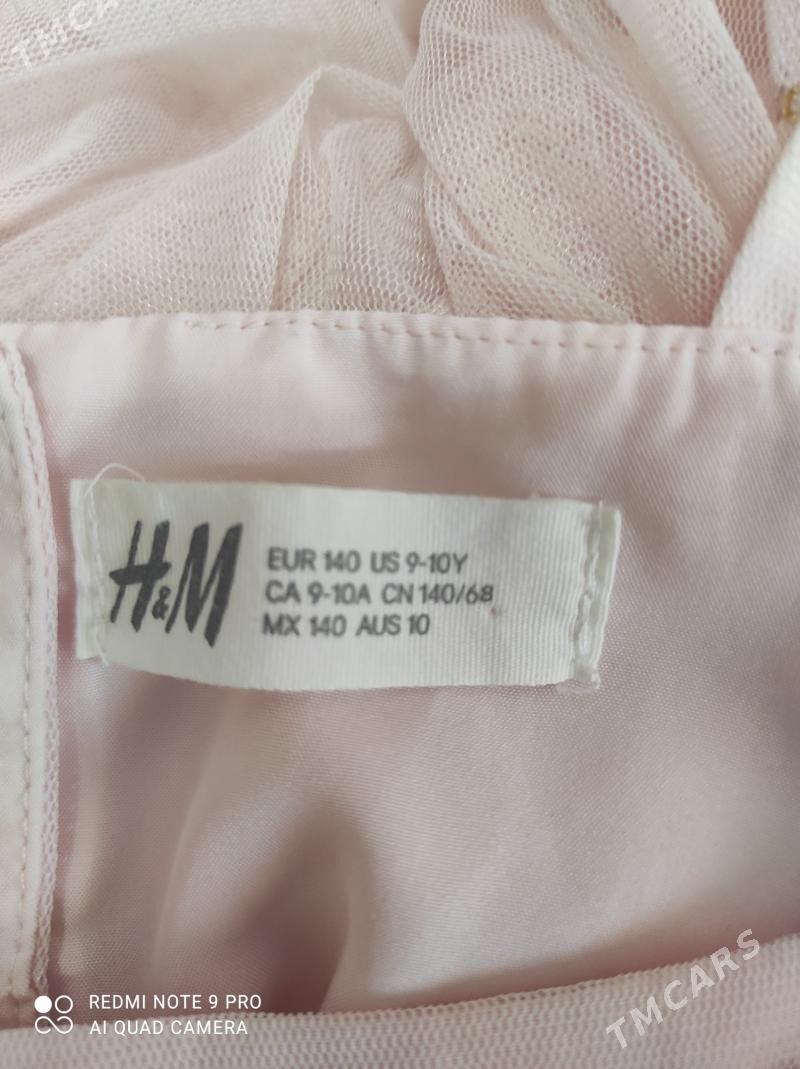 TMCARS
H&M
EUR 140 US 9-10Y
CA 9-10A CN 140/68
MX 140 AUS 10
TMCARS
REDMI NOTE 9 PRO
AI QUAD CAMERA